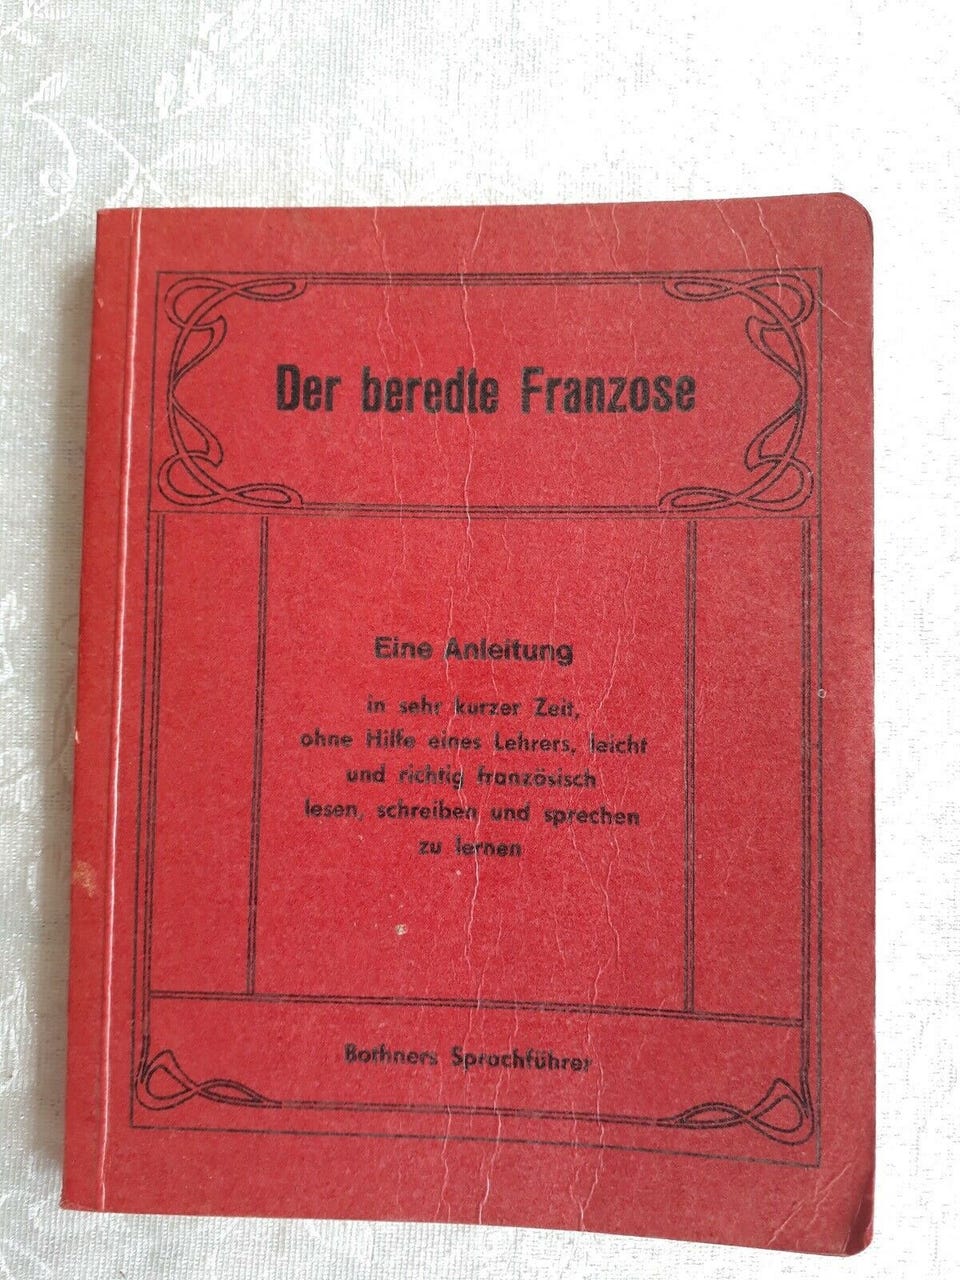 Der beredte Franzose
Eine Anleitung
in sehr kurzer Zeit,
ohne Hilfe eines Lehrers, leicht
und richtig französisch
lesen, schreiben und sprechen
zu lernen
Bothners Sprachführer